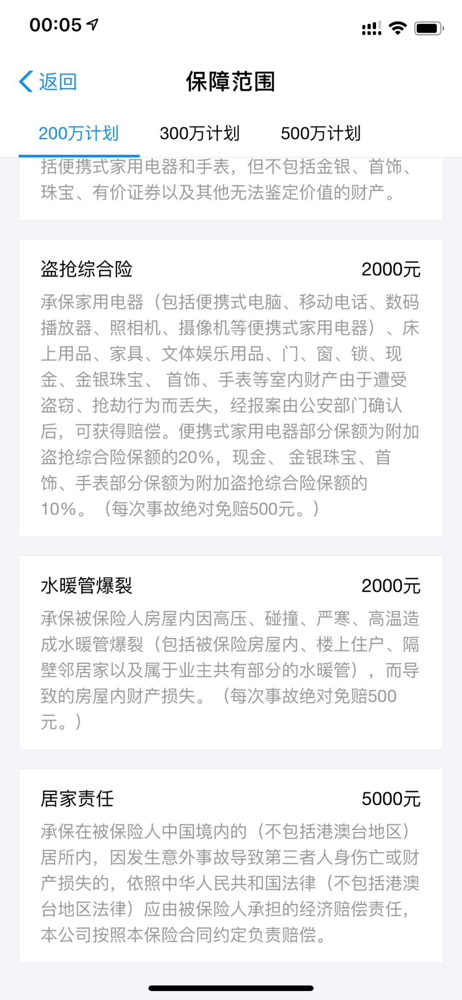 00:05
返回
保障范围
200万计划
300万计划
500万计划
括便携式家用电器和手表，但不包括金银、首饰、
珠宝、有价证券以及其他无法鉴定价值的财产。
盗抢综合险
2000元
承保家用电器（包括便携式电脑、移动电话、数码
播放器、照相机、摄像机等便携式家用电器）、床
上用品、家具、文体娱乐用品、门、窗、锁、现
金、金银珠宝、 首饰、手表等室内财产由于遭受
盗窃、抢劫行为而丢失，经报案由公安部门确认
后，可获得赔偿。便携式家用电器部分保额为附加
盗抢综合险保额的20%，现金、 金银珠宝、首
饰、手表部分保额为附加盗抢综合险保额的
10%。（每次事故绝对免赔500元。）
水暖管爆裂
2000元
承保被保险人房屋内因高压、碰撞、严寒、高温造
成水暖管爆裂（包括被保险房屋内、楼上住户、隔
壁邻居家以及属于业主共有部分的水暖管），而导
致的房屋内财产损失。（每次事故绝对免赔500
元。）
居家责任
5000元
承保在被保险人中国境内的（不包括港澳台地区）
居所内，因发生意外事故导致第三者人身伤亡或财
产损失的，依照中华人民共和国法律（不包括港澳
台地区法律）应由被保险人承担的经济赔偿责任，
本公司按照本保险合同约定负责赔偿。